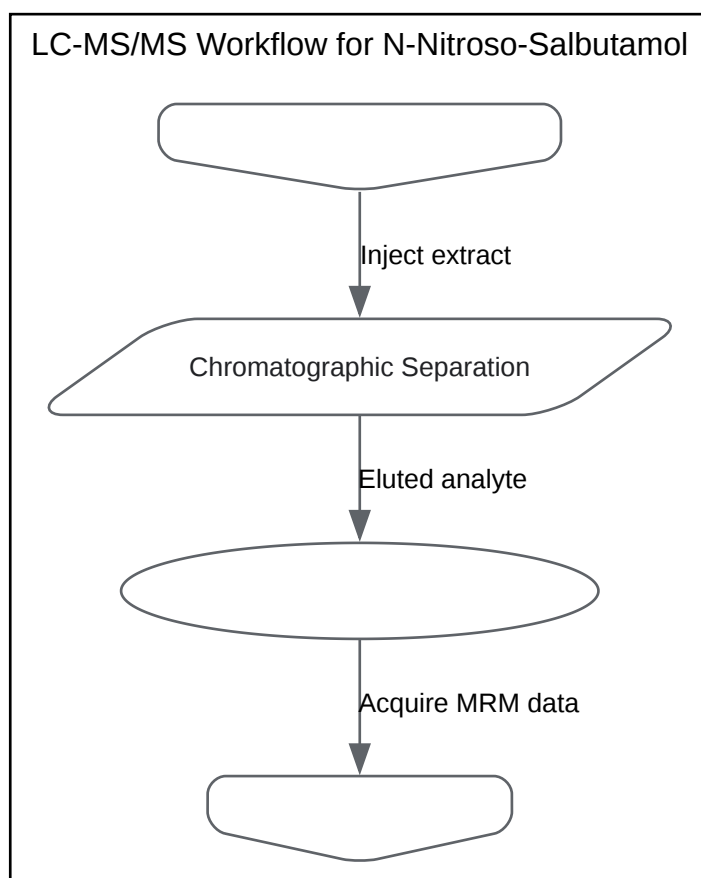 LC-MS/MS Workflow for N-Nitroso-Salbutamol
Inject extract
Chromatographic Separation
Eluted analyte
Acquire MRM data